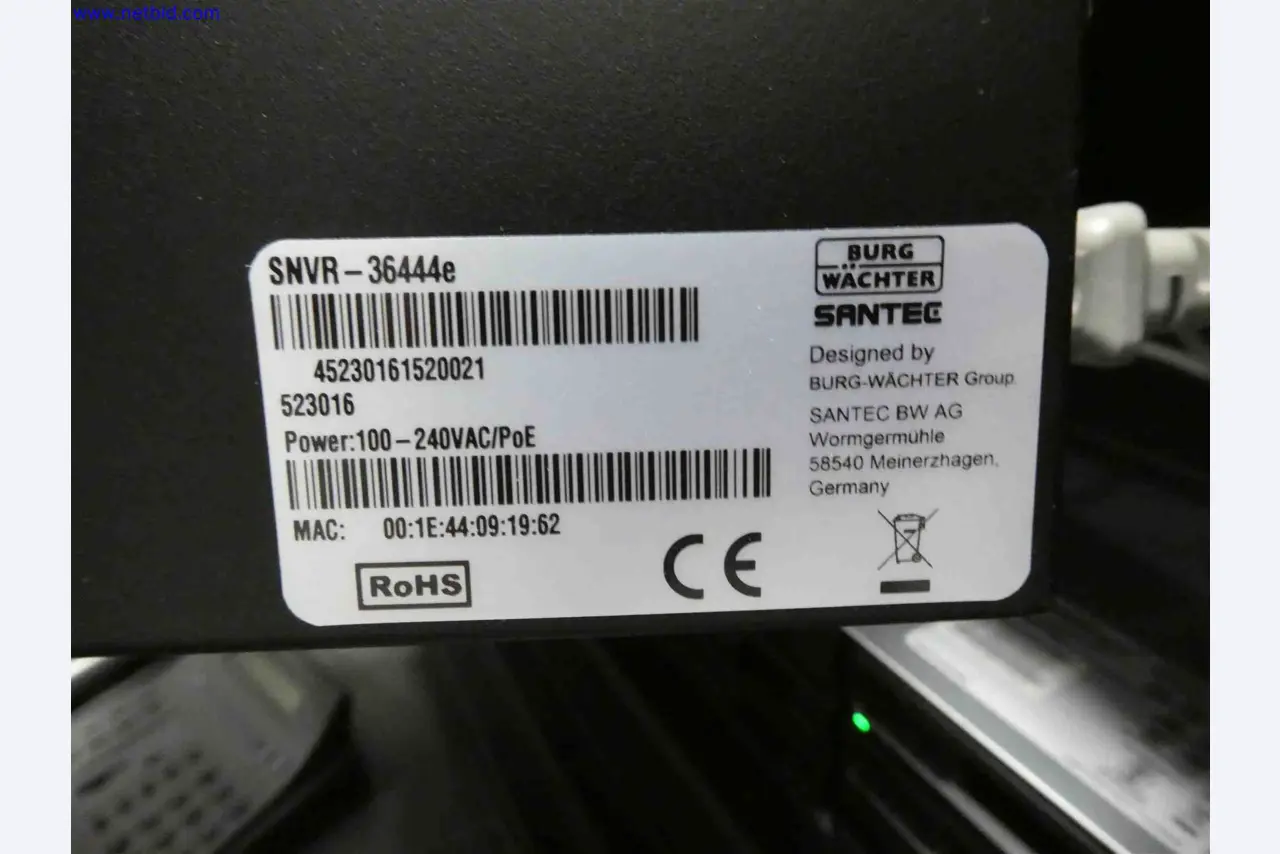 www.netbid.com
SNVR-36444e
45230161520021
523016
Power:100-240VAC/PoE
MAC: 00:1E:44:09:19:62
RoHS
CE
BURG
WÄCHTER
SANTEC
Designed by
BURG-WÄCHTER Group
SANTEC BW AG
Wormgermühle
58540 Meinerzhagen,
Germany